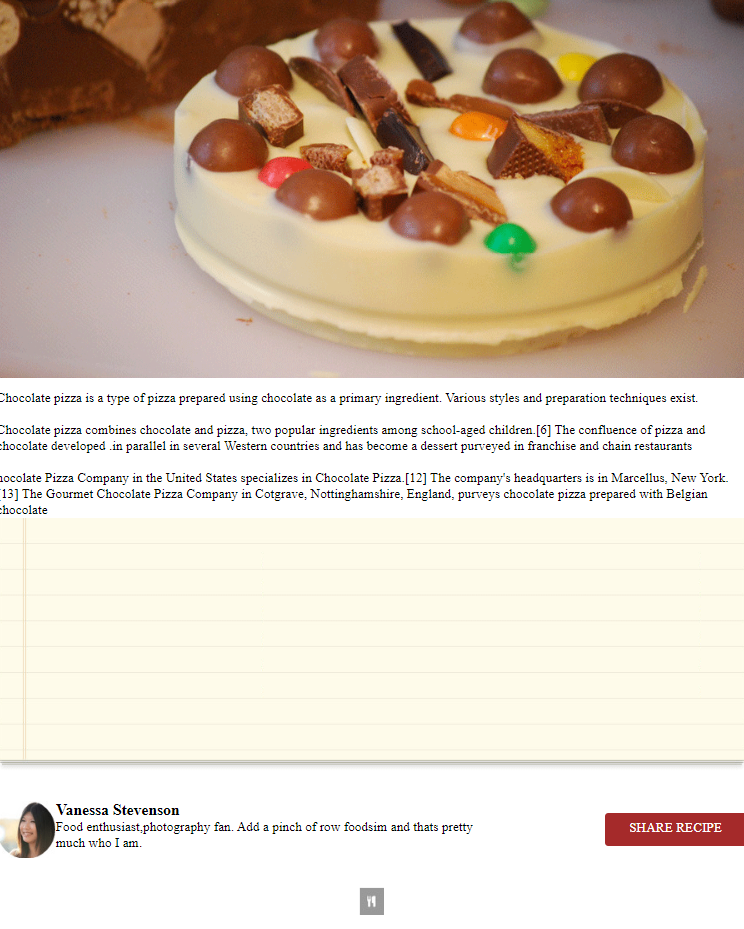 Chocolate pizza is a type of pizza prepared using chocolate as a primary ingredient. Various styles and preparation techniques exist.
Chocolate pizza combines chocolate and pizza, two popular ingredients among school-aged children.[6] The confluence of pizza and
chocolate developed .in parallel in several Western countries and has become a dessert purveyed in franchise and chain restaurants
hocolate Pizza Company in the United States specializes in Chocolate Pizza.[12] The company's headquarters is in Marcellus, New York.
[13] The Gourmet Chocolate Pizza Company in Cotgrave, Nottinghamshire, England, purveys chocolate pizza prepared with Belgian
chocolate
Vanessa Stevenson
Food enthusiast,photography fan. Add a pinch of row foodsim and thats pretty
much who I am.
SHARE RECIPE